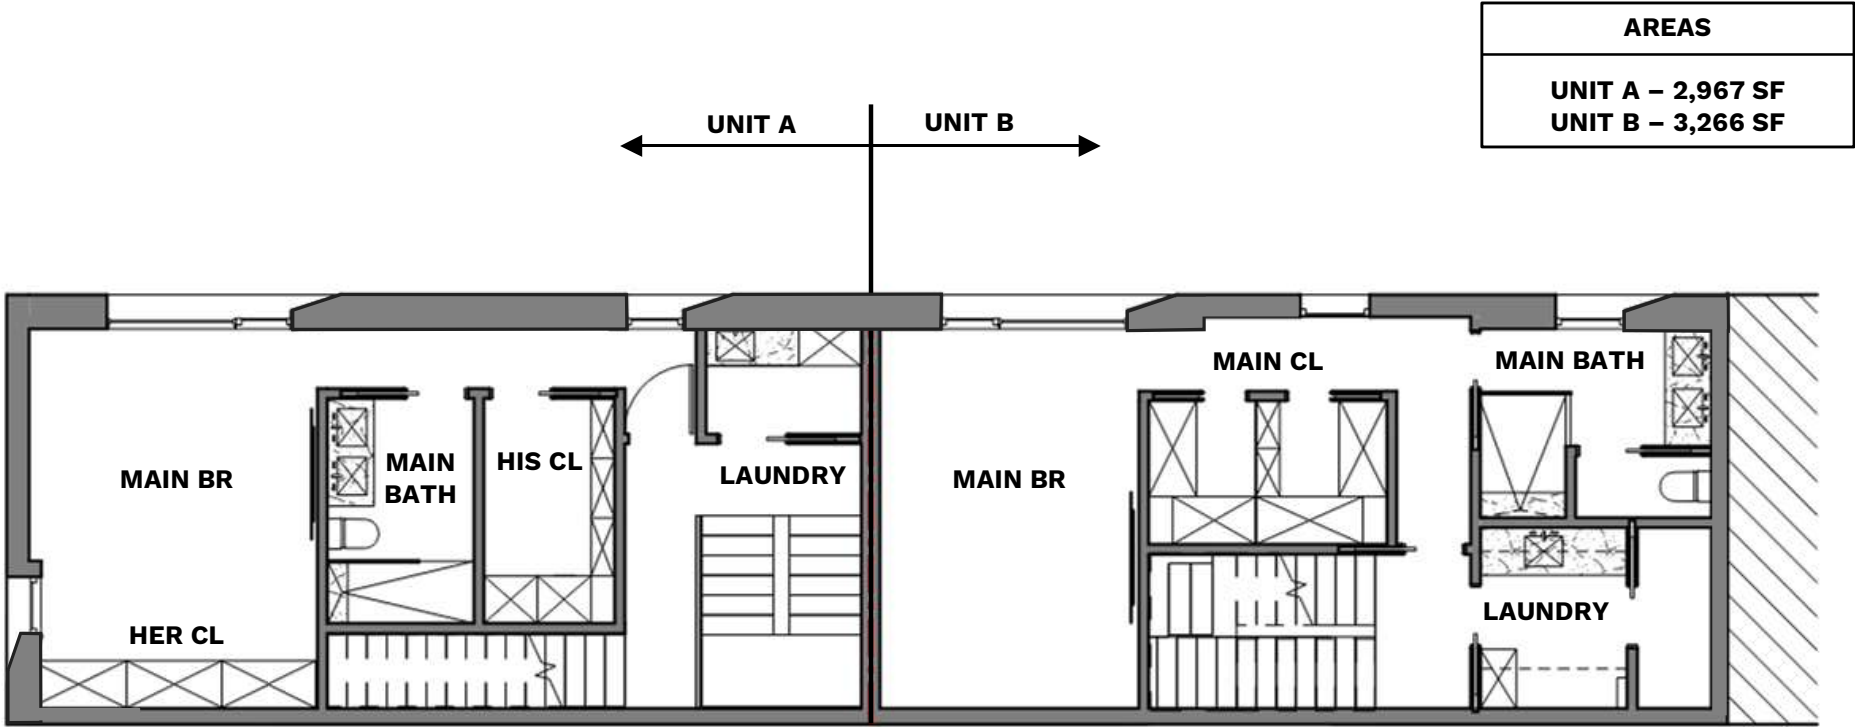 AREAS
UNIT A – 2,967 SF
UNIT B – 3,266 SF
UNIT A
UNIT B
MAIN CL
MAIN BATH
MAIN BR
MAIN
BATH
HIS CL
LAUNDRY
MAIN BR
HER CL
LAUNDRY